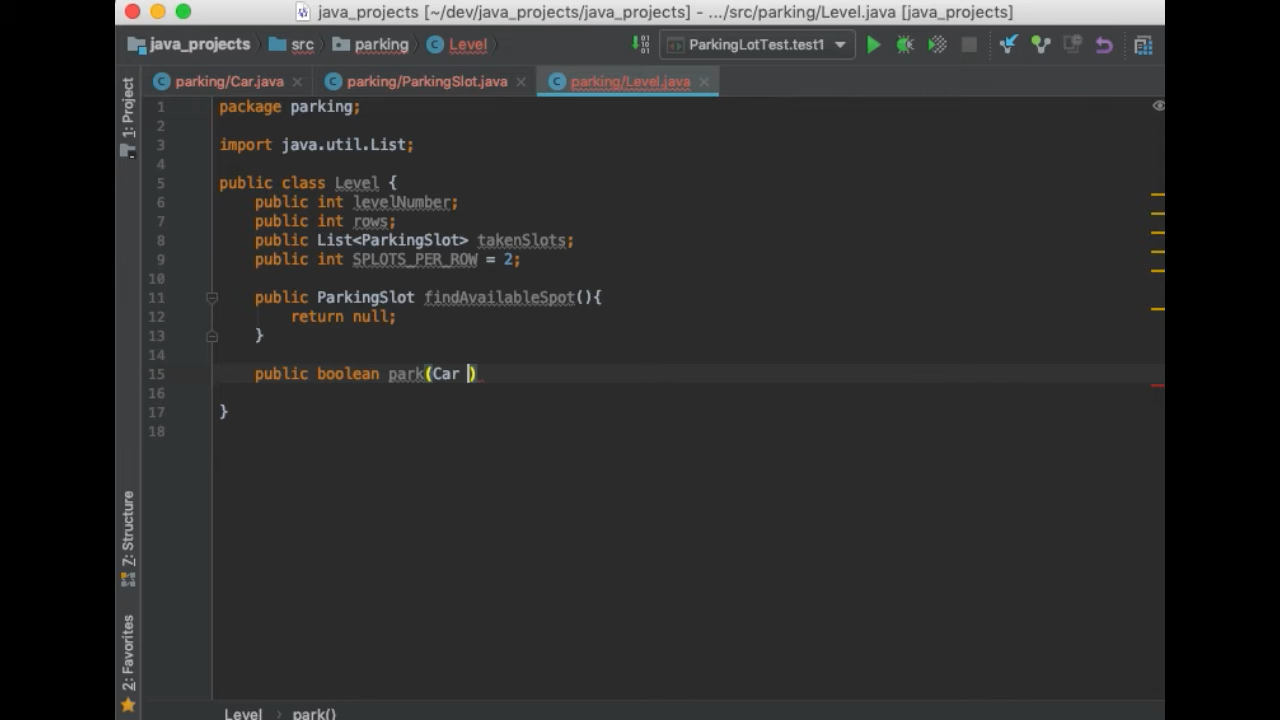 java_projects [~/dev/java_projects/java_projects] - .../src/parking/Level.java [java_projects]
java_projects src parking Level ParkingLotTest.test1
parking/Car.java parking/ParkingSlot.java parking/Level.java
1: Project
1 package parking;
2
3 import java.util.List;
4
5 public class Level {
6 public int levelNumber;
7 public int rows;
8 public List<ParkingSlot> takenSlots;
9 public int SPLOTS_PER_ROW = 2;
10
11 public ParkingSlot findAvailableSpot(){
12 return null;
13 }
14
15 public boolean park(Car )
16
17 }
18
7: Structure
2: Favorites
Level › park()